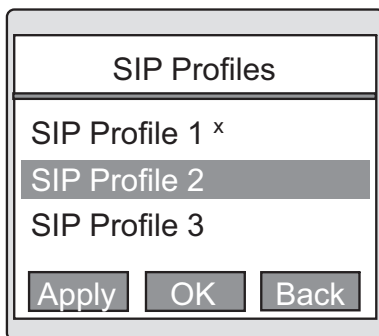 SIP Profiles
SIP Profile 1 x
SIP Profile 2
SIP Profile 3
Apply OK Back